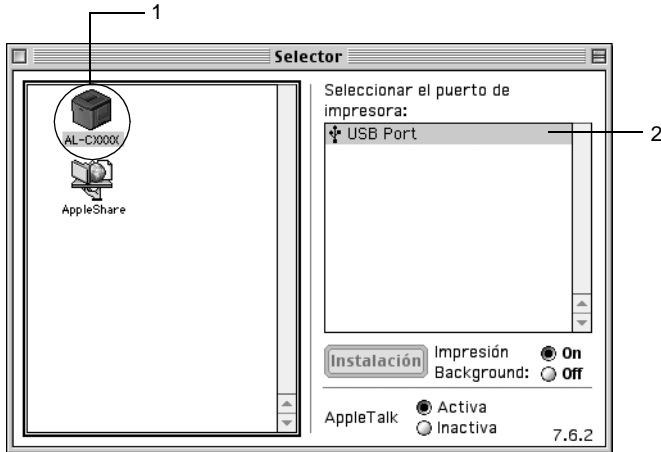 1
Selector
AL-CXXXX
AppleShare
Seleccionar el puerto de
impresora:
USB Port
2
Instalación
Impresión
Background:
On
Off
AppleTalk
Activa
Inactiva
7.6.2